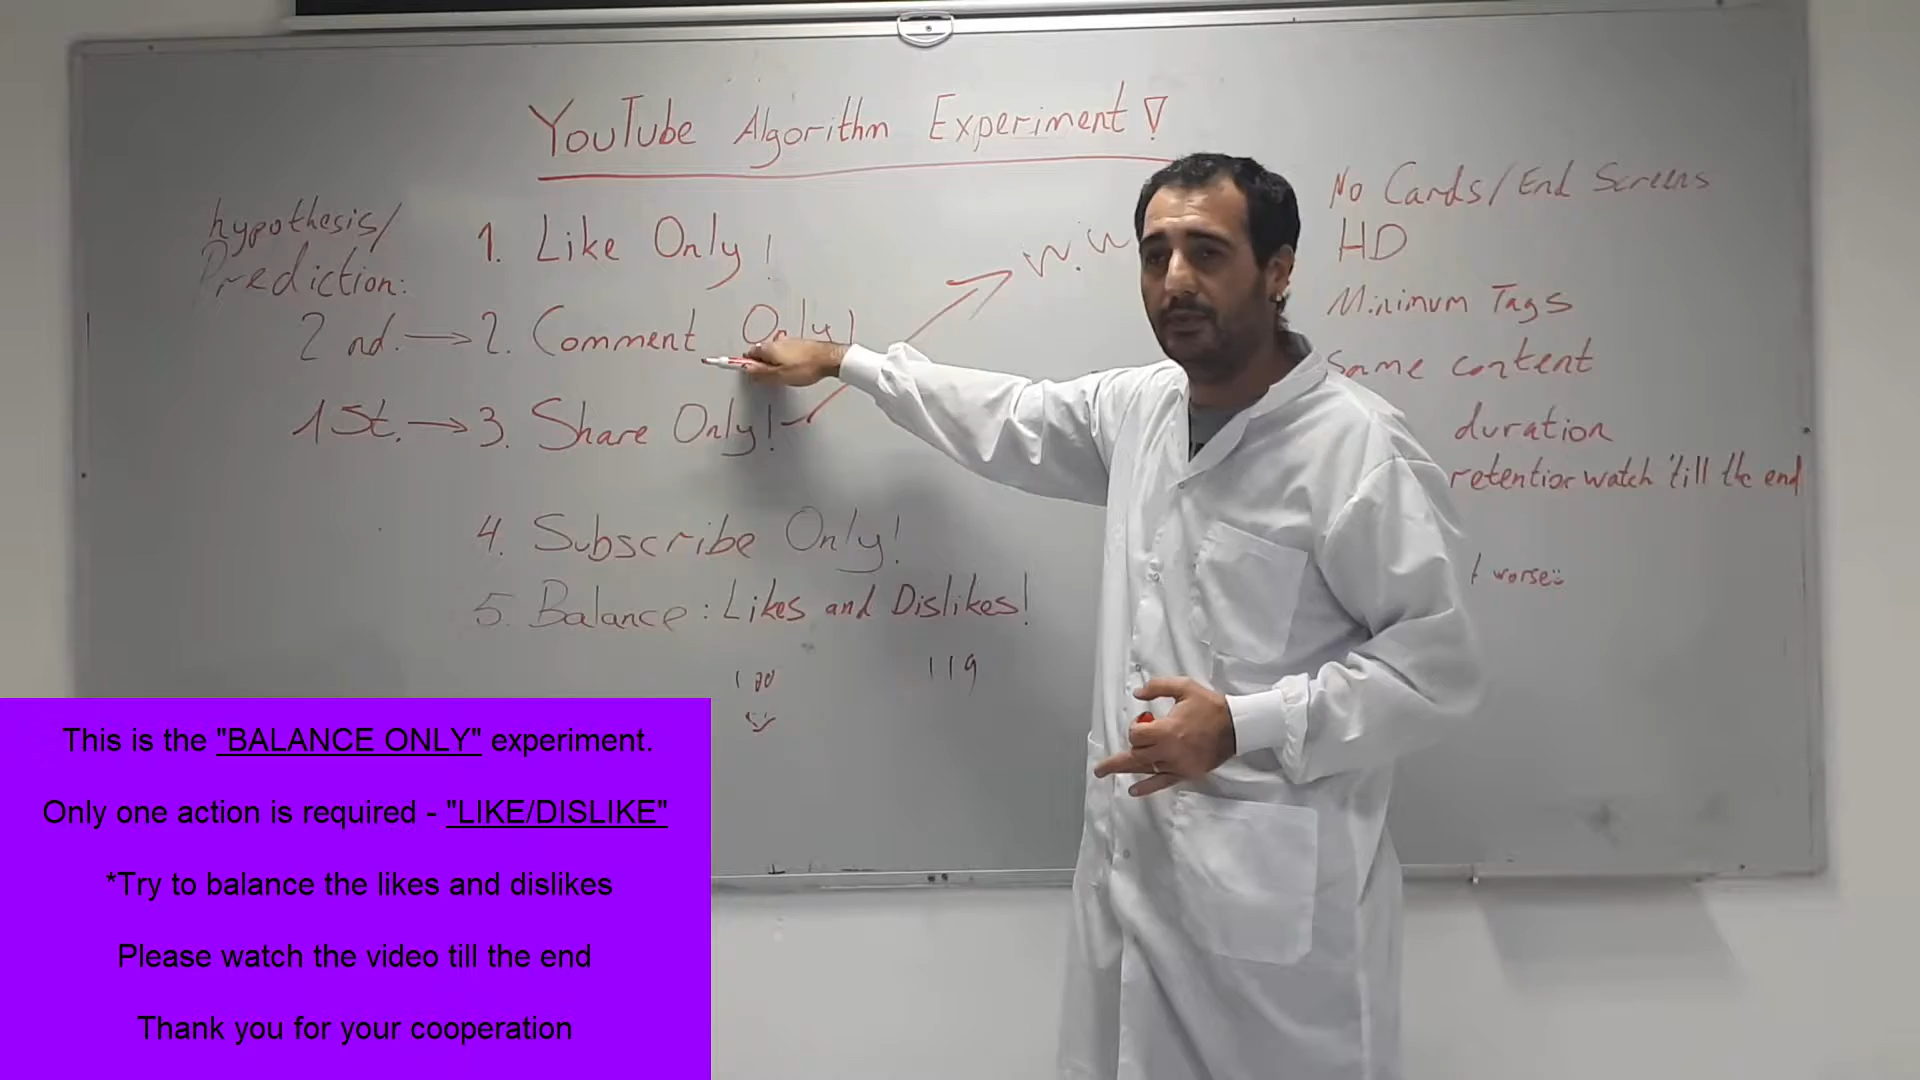 YouTube Algorithm Experiment!
hypothesis/
Prediction:
1. Like Only!
2nd. → 2. Comment Only!
1St. → 3. Share Only!
4. Subscribe Only!
5. Balance: Likes and Dislikes!
100
119
No Cards/End Screens
HD
Minimum Tags
Same content
duration
retention watch 'till the end
worse
This is the "BALANCE ONLY" experiment.
Only one action is required - "LIKE/DISLIKE"
*Try to balance the likes and dislikes
Please watch the video till the end
Thank you for your cooperation